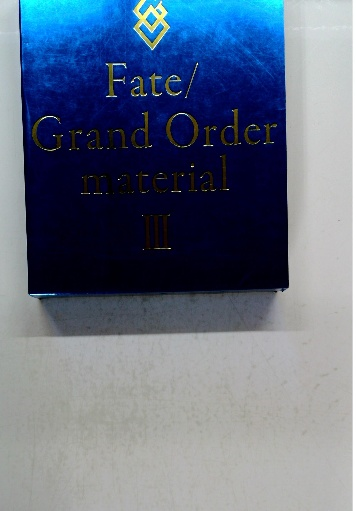 Fate/
Grand Order
material
III